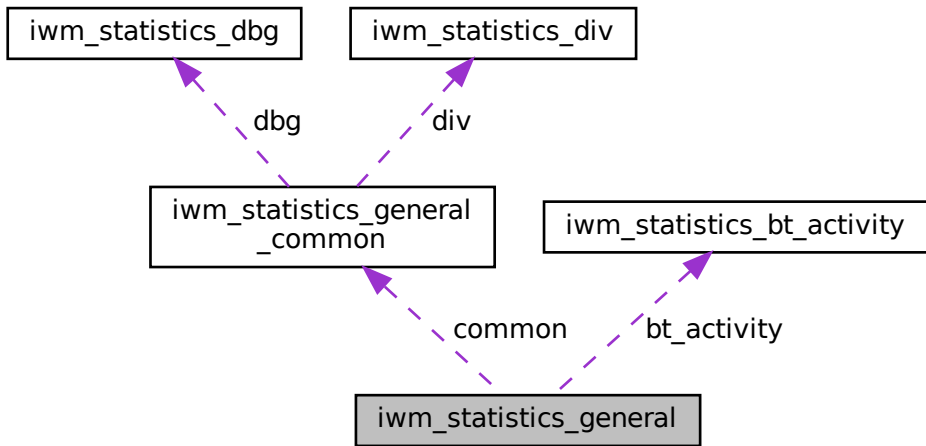 iwm_statistics_dbg
iwm_statistics_div
dbg
div
iwm_statistics_general
_common
iwm_statistics_bt_activity
common
bt_activity
iwm_statistics_general